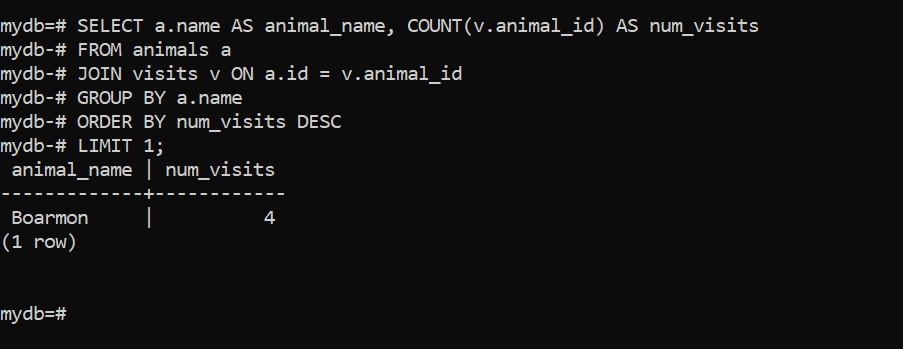 mydb=# SELECT a.name AS animal_name, COUNT(v.animal_id) AS num_visits
mydb-# FROM animals a
mydb-# JOIN visits v ON a.id = v.animal_id
mydb-# GROUP BY a.name
mydb-# ORDER BY num_visits DESC
mydb-# LIMIT 1;
 animal_name | num_visits
-------------+------------
 Boarmon     |          4
(1 row)
mydb=#